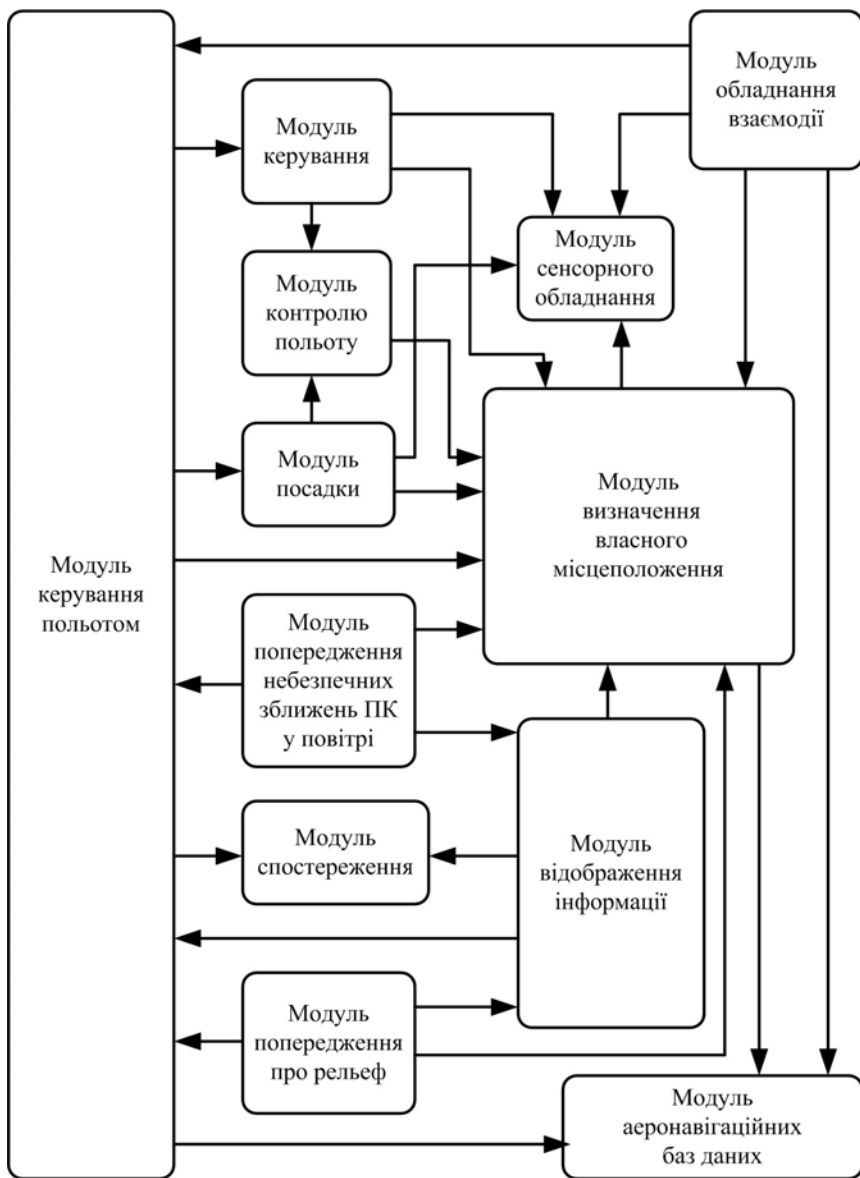 Модуль
обладнання
взаємодії
Модуль
керування
Модуль
сенсорного
обладнання
Модуль
контролю
польоту
Модуль
посадки
Модуль
визначення
власного
місцеположення
Модуль
керування
польотом
Модуль
попередження
небезпечних
зближень ПК
у повітрі
Модуль
спостереження
Модуль
відображення
інформації
Модуль
попередження
про рельеф
Модуль
аеронавігаційних
баз даних